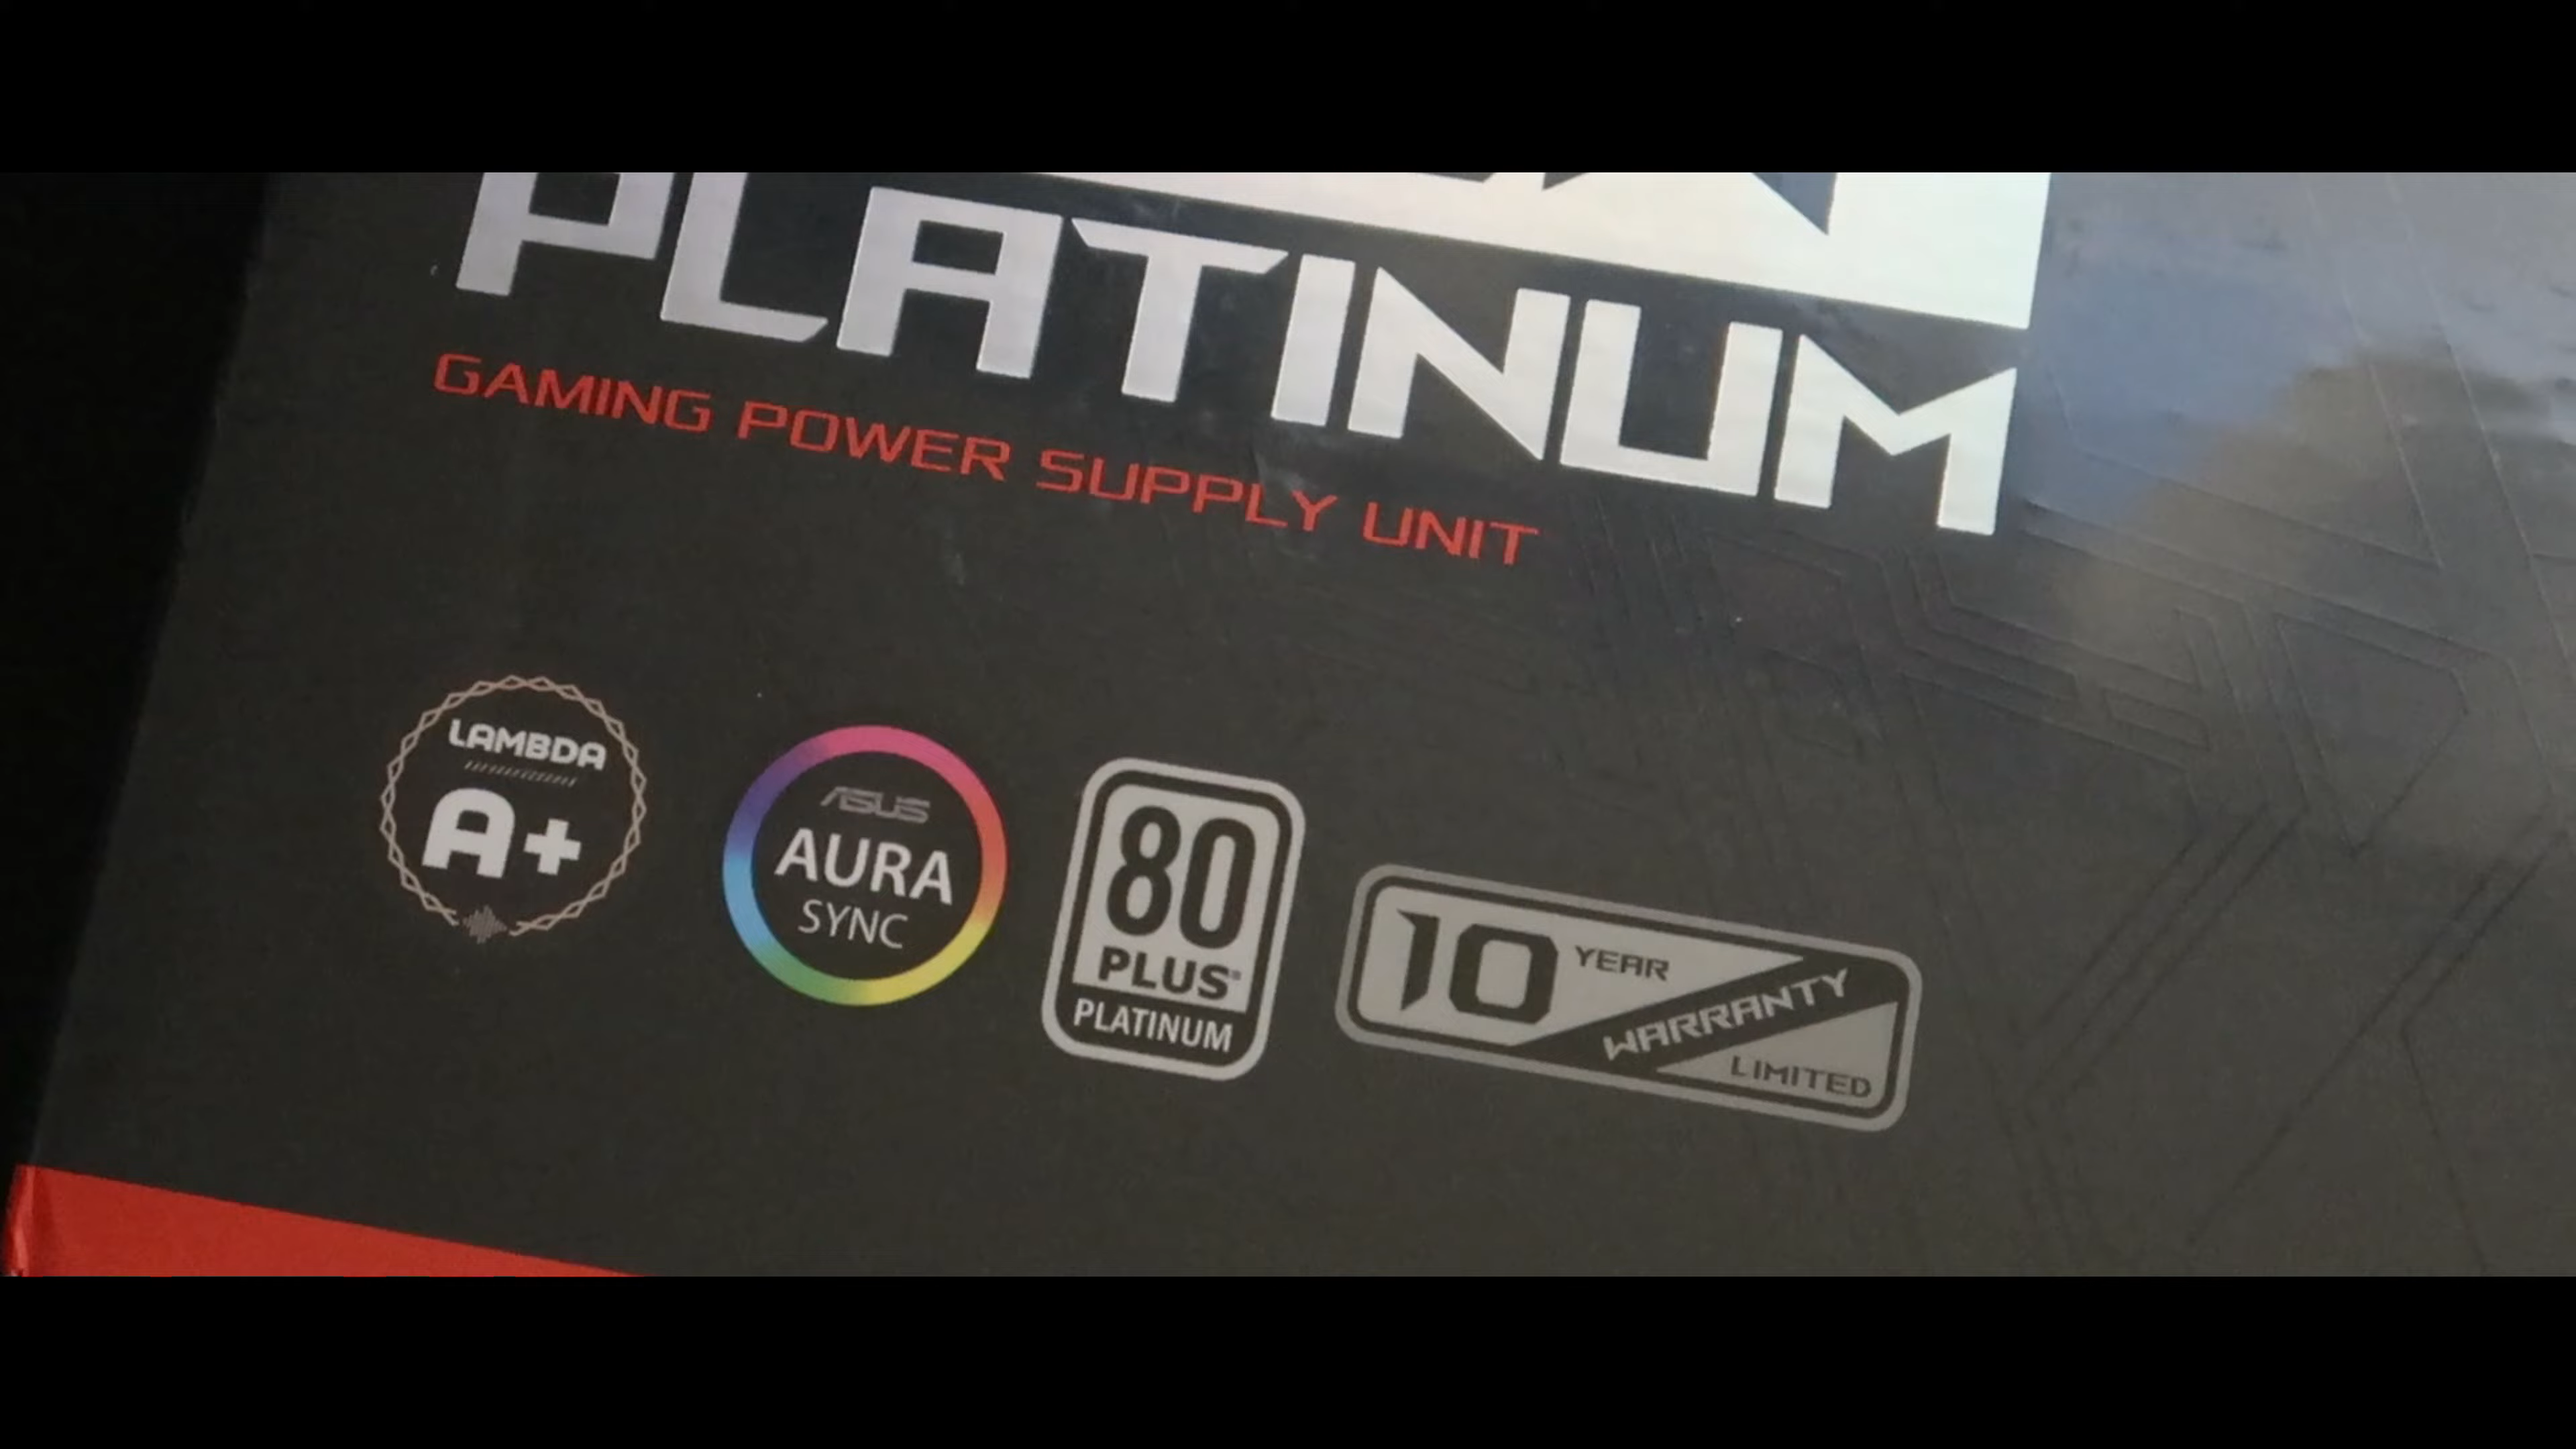 PLATINUM
GAMING POWER SUPPLY UNIT
LAMBDA
A+
ASUS
AURA
SYNC
80
PLUS®
PLATINUM
10 YEAR
WARRANTY
LIMITED